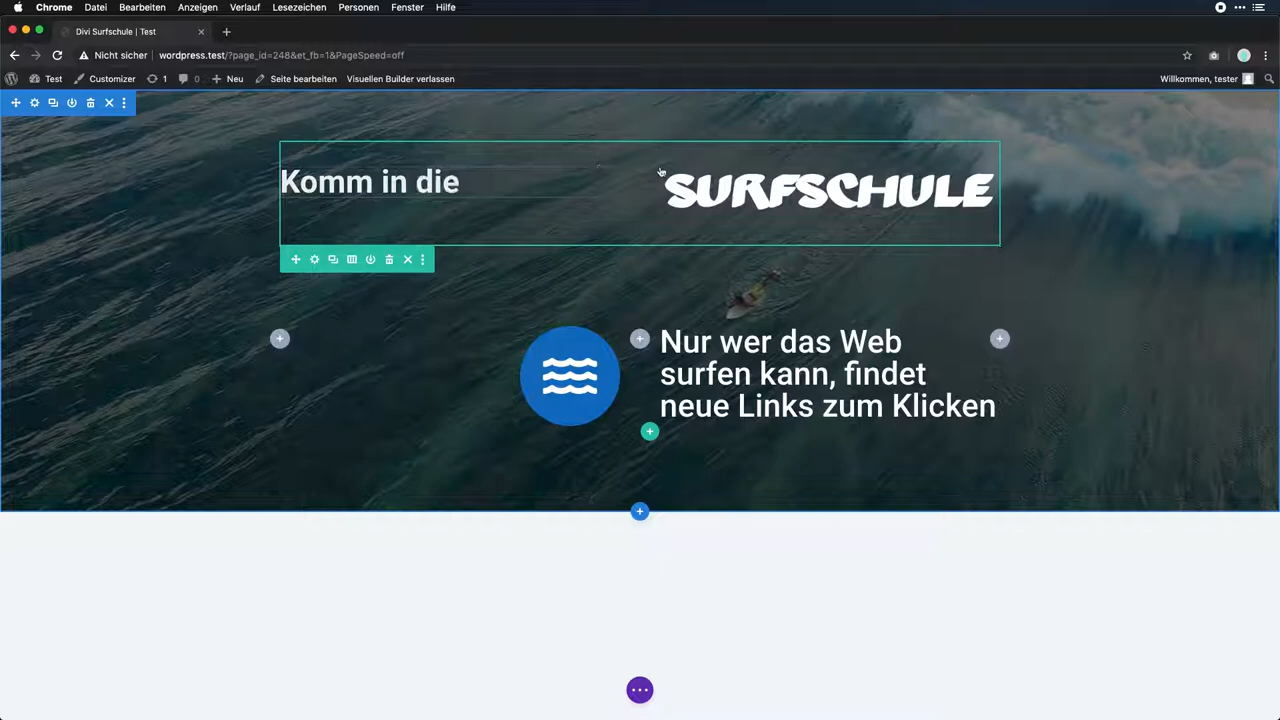 Chrome Datei Bearbeiten Anzeigen Verlauf Lesezeichen Personen Fenster Hilfe
Divi Surfschule | Test
Nicht sicher wordpress.test/?page_id=248&et_fb=1&PageSpeed=off
Test Customizer 1 0 Neu Seite bearbeiten Visuellen Builder verlassen Willkommen, tester
Komm in die SURFSCHULE
Nur wer das Web
surfen kann, findet
neue Links zum Klicken